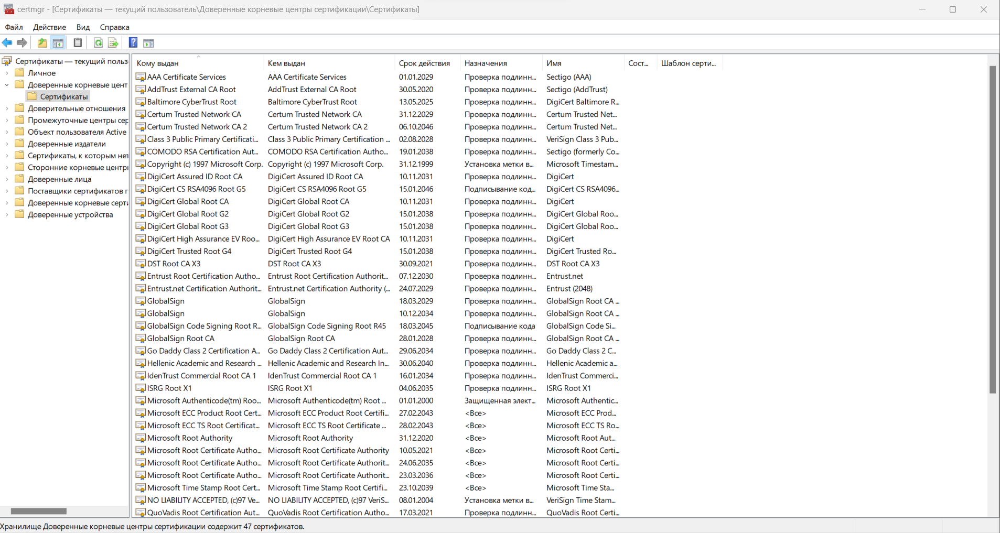 certmgr - [Сертификаты — текущий пользователь\Доверенные корневые центры сертификации\Сертификаты]
Файл Действие Вид Справка
Сертификаты — текущий польз
Личное
Доверенные корневые цент
Сертификаты
Доверительные отношения
Промежуточные центры сер
Объект пользователя Active
Доверенные издатели
Сертификаты, к которым нет
Сторонние корневые центры
Доверенные лица
Поставщики сертификатов п
Доверенные корневые серти
Доверенные устройства
Кому выдан Кем выдан Срок действия Назначения Имя Сост... Шаблон серти...
AAA Certificate Services AAA Certificate Services 01.01.2029 Проверка подлинн... Sectigo (AAA)
AddTrust External CA Root AddTrust External CA Root 30.05.2020 Проверка подлинн... Sectigo (AddTrust)
Baltimore CyberTrust Root Baltimore CyberTrust Root 13.05.2025 Проверка подлинн... DigiCert Baltimore R...
Certum Trusted Network CA Certum Trusted Network CA 31.12.2029 Проверка подлинн... Certum Trusted Net...
Certum Trusted Network CA 2 Certum Trusted Network CA 2 06.10.2046 Проверка подлинн... Certum Trusted Net...
Class 3 Public Primary Certificati... Class 3 Public Primary Certification ... 02.08.2028 Проверка подлинн... VeriSign Class 3 Pub...
COMODO RSA Certification Aut... COMODO RSA Certification Autho... 19.01.2038 Проверка подлинн... Sectigo (formerly Co...
Copyright (c) 1997 Microsoft Corp. Copyright (c) 1997 Microsoft Corp. 31.12.1999 Установка метки в... Microsoft Timestam...
DigiCert Assured ID Root CA DigiCert Assured ID Root CA 10.11.2031 Проверка подлинн... DigiCert
DigiCert CS RSA4096 Root G5 DigiCert CS RSA4096 Root G5 15.01.2046 Подписывание код... DigiCert CS RSA4096...
DigiCert Global Root CA DigiCert Global Root CA 10.11.2031 Проверка подлинн... DigiCert
DigiCert Global Root G2 DigiCert Global Root G2 15.01.2038 Проверка подлинн... DigiCert Global Roo...
DigiCert Global Root G3 DigiCert Global Root G3 15.01.2038 Проверка подлинн... DigiCert Global Roo...
DigiCert High Assurance EV Roo... DigiCert High Assurance EV Root CA 10.11.2031 Проверка подлинн... DigiCert
DigiCert Trusted Root G4 DigiCert Trusted Root G4 15.01.2038 Проверка подлинн... DigiCert Trusted Ro...
DST Root CA X3 DST Root CA X3 30.09.2021 Проверка подлинн... DST Root CA X3
Entrust Root Certification Autho... Entrust Root Certification Authorit... 07.12.2030 Проверка подлинн... Entrust.net
Entrust.net Certification Authorit... Entrust.net Certification Authority (... 24.07.2029 Проверка подлинн... Entrust (2048)
GlobalSign GlobalSign 18.03.2029 Проверка подлинн... GlobalSign Root CA ...
GlobalSign GlobalSign 10.12.2034 Проверка подлинн... GlobalSign Root CA ...
GlobalSign Code Signing Root R... GlobalSign Code Signing Root R45 18.03.2045 Подписывание кода GlobalSign Code Si...
GlobalSign Root CA GlobalSign Root CA 28.01.2028 Проверка подлинн... GlobalSign Root CA ...
Go Daddy Class 2 Certification A... Go Daddy Class 2 Certification Aut... 29.06.2034 Проверка подлинн... Go Daddy Class 2 C...
Hellenic Academic and Research ... Hellenic Academic and Research In... 30.06.2040 Проверка подлинн... Hellenic Academic a...
IdenTrust Commercial Root CA 1 IdenTrust Commercial Root CA 1 16.01.2034 Проверка подлинн... IdenTrust Commerci...
ISRG Root X1 ISRG Root X1 04.06.2035 Проверка подлинн... ISRG Root X1
Microsoft Authenticode(tm) Roo... Microsoft Authenticode(tm) Root ... 01.01.2000 Защищенная элект... Microsoft Authentic...
Microsoft ECC Product Root Cert... Microsoft ECC Product Root Certifi... 27.02.2043 <Все> Microsoft ECC Prod...
Microsoft ECC TS Root Certificat... Microsoft ECC TS Root Certificate ... 28.02.2043 <Все> Microsoft ECC TS Ro...
Microsoft Root Authority Microsoft Root Authority 31.12.2020 <Все> Microsoft Root Aut...
Microsoft Root Certificate Autho... Microsoft Root Certificate Authority 10.05.2021 <Все> Microsoft Root Certi...
Microsoft Root Certificate Autho... Microsoft Root Certificate Authorit... 24.06.2035 <Все> Microsoft Root Certi...
Microsoft Root Certificate Autho... Microsoft Root Certificate Authorit... 23.03.2036 <Все> Microsoft Root Certi...
Microsoft Time Stamp Root Cert... Microsoft Time Stamp Root Certifi... 23.10.2039 <Все> Microsoft Time Sta...
NO LIABILITY ACCEPTED, (c)97 Ve... NO LIABILITY ACCEPTED, (c)97 VeriS... 08.01.2004 Установка метки в... VeriSign Time Stam...
QuoVadis Root Certification Aut... QuoVadis Root Certification Autho... 17.03.2021 Проверка подлинн... QuoVadis Root Certi...
Хранилище Доверенные корневые центры сертификации содержит 47 сертификатов.